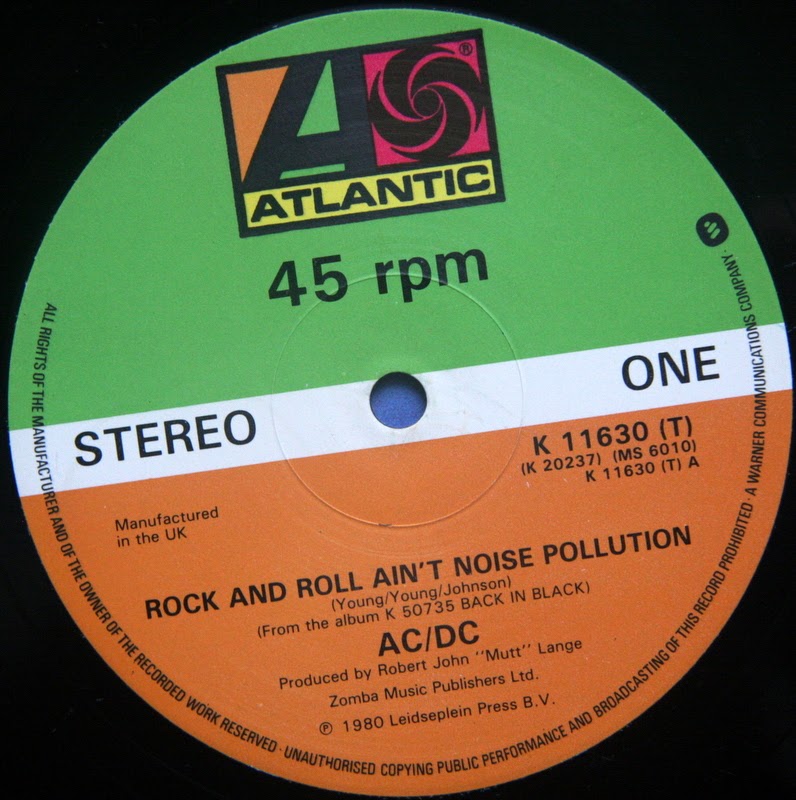 ATLANTIC
®
45 rpm
STEREO
ONE
K 11630 (T)
(K 20237) (MS 6010)
K 11630 (T) A
Manufactured
in the UK
ROCK AND ROLL AIN'T NOISE POLLUTION
(Young/Young/Johnson)
(From the album K 50735 BACK IN BLACK)
AC/DC
Produced by Robert John "Mutt" Lange
Zomba Music Publishers Ltd.
℗ 1980 Leidseplein Press B.V.
ALL RIGHTS OF THE MANUFACTURER AND OF THE OWNER OF THE RECORDED WORK RESERVED · UNAUTHORISED COPYING PUBLIC PERFORMANCE AND BROADCASTING OF THIS RECORD PROHIBITED · A WARNER COMMUNICATIONS COMPANY ·